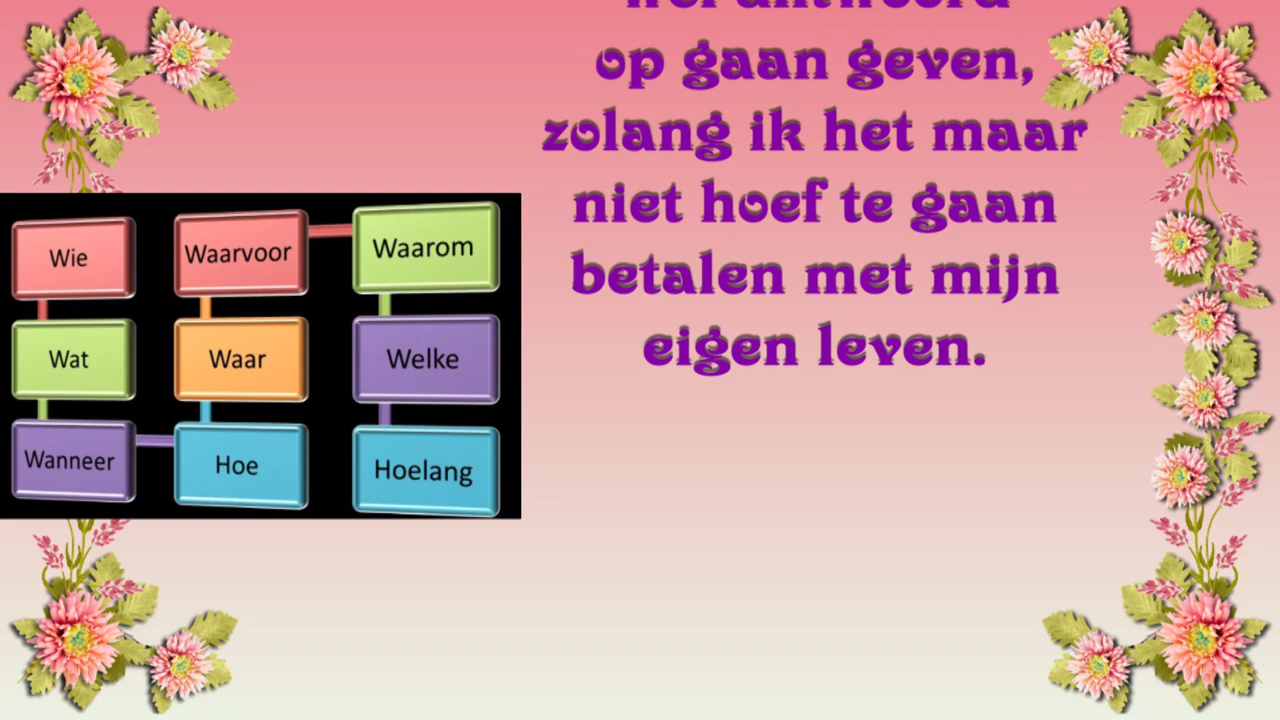 op gaan geven,
zolang ik het maar
niet hoef te gaan
betalen met mijn
eigen leven.
Wie
Waarvoor
Waarom
Wat
Waar
Welke
Wanneer
Hoe
Hoelang